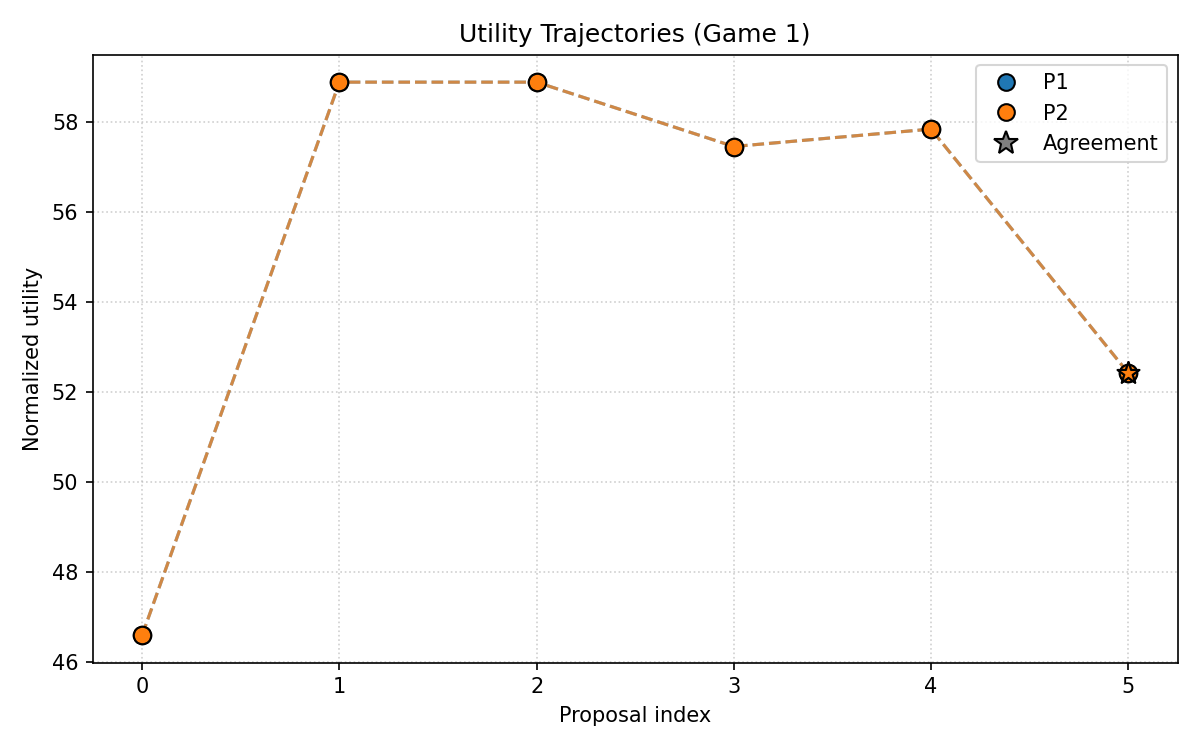 Utility Trajectories (Game 1)
P1
P2
Agreement
Normalized utility
58
56
54
52
50
48
46
0 1 2 3 4 5
Proposal index